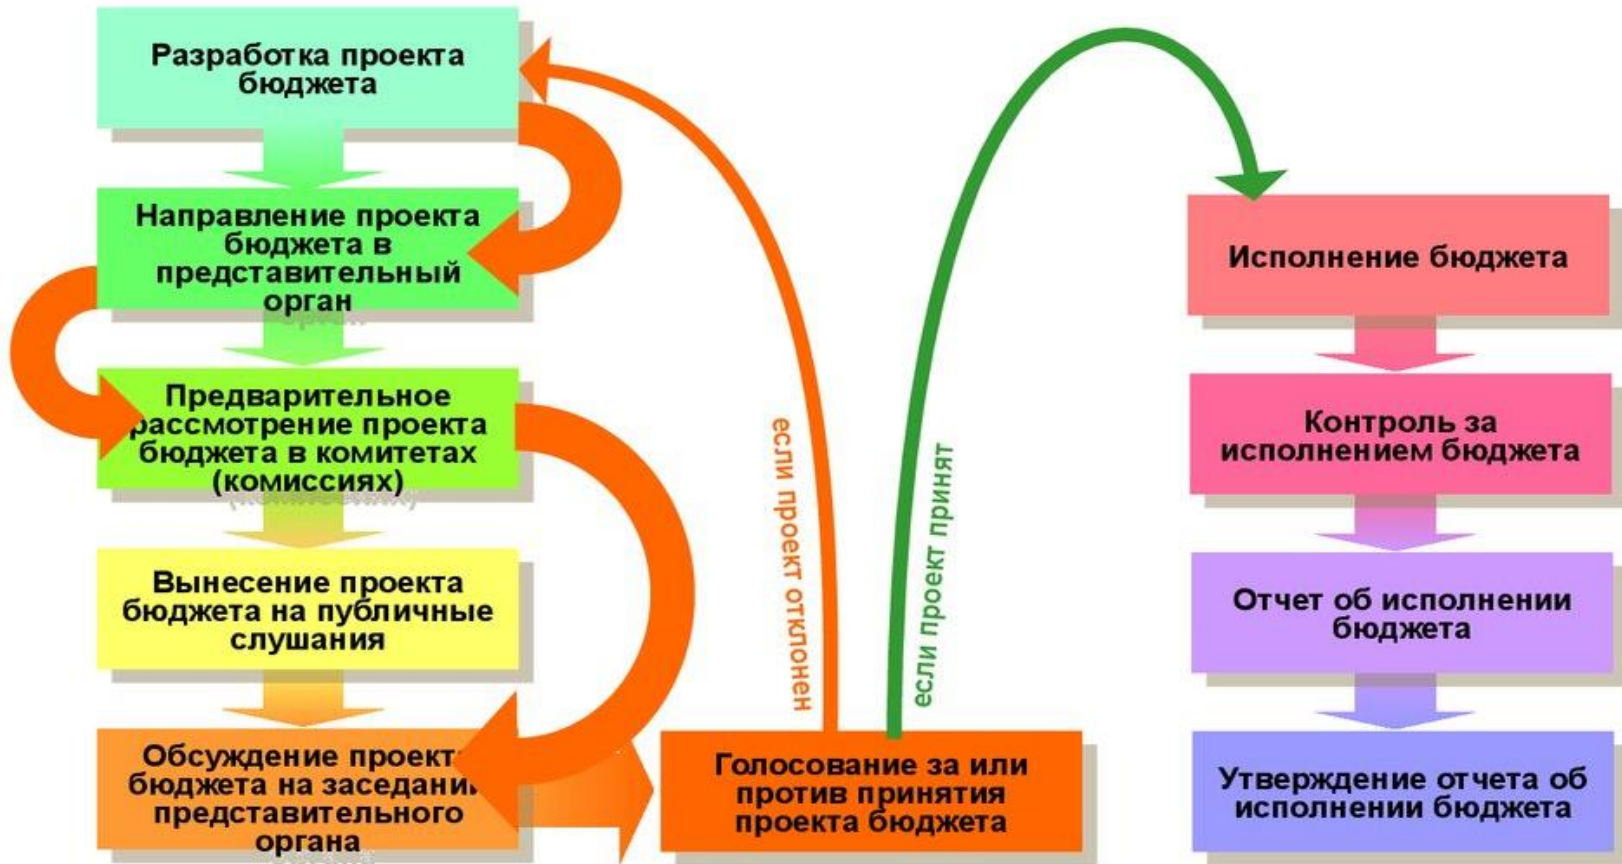 Разработка проекта
бюджета
Направление проекта
бюджета в
представительный
орган
Предварительное
рассмотрение проекта
бюджета в комитетах
(комиссиях)
Вынесение проекта
бюджета на публичные
слушания
Обсуждение проекта
бюджета на заседании
представительного
органа
если проект отклонен
если проект принят
Голосование за или
против принятия
проекта бюджета
Исполнение бюджета
Контроль за
исполнением бюджета
Отчет об исполнении
бюджета
Утверждение отчета об
исполнении бюджета